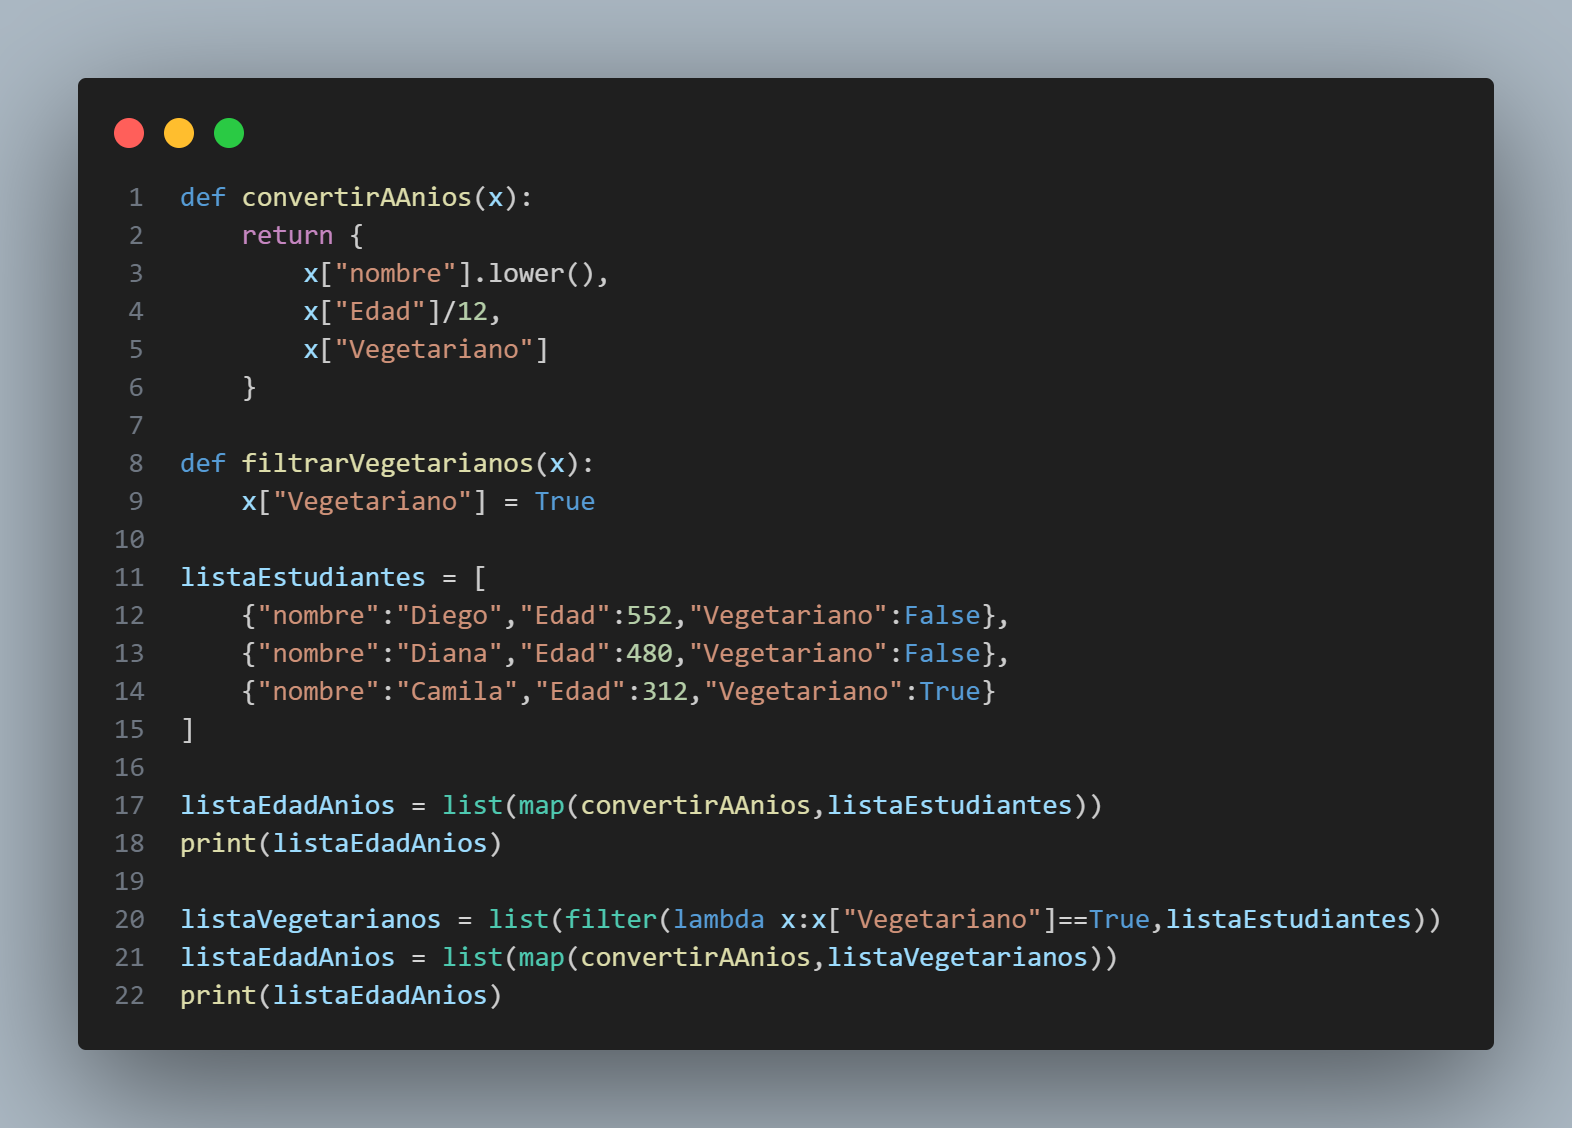 1 def convertirAAnios(x):
2     return {
3         x["nombre"].lower(),
4         x["Edad"]/12,
5         x["Vegetariano"]
6     }
7
8 def filtrarVegetarianos(x):
9     x["Vegetariano"] = True
10
11 listaEstudiantes = [
12     {"nombre":"Diego","Edad":552,"Vegetariano":False},
13     {"nombre":"Diana","Edad":480,"Vegetariano":False},
14     {"nombre":"Camila","Edad":312,"Vegetariano":True}
15 ]
16
17 listaEdadAnios = list(map(convertirAAnios,listaEstudiantes))
18 print(listaEdadAnios)
19
20 listaVegetarianos = list(filter(lambda x:x["Vegetariano"]==True,listaEstudiantes))
21 listaEdadAnios = list(map(convertirAAnios,listaVegetarianos))
22 print(listaEdadAnios)